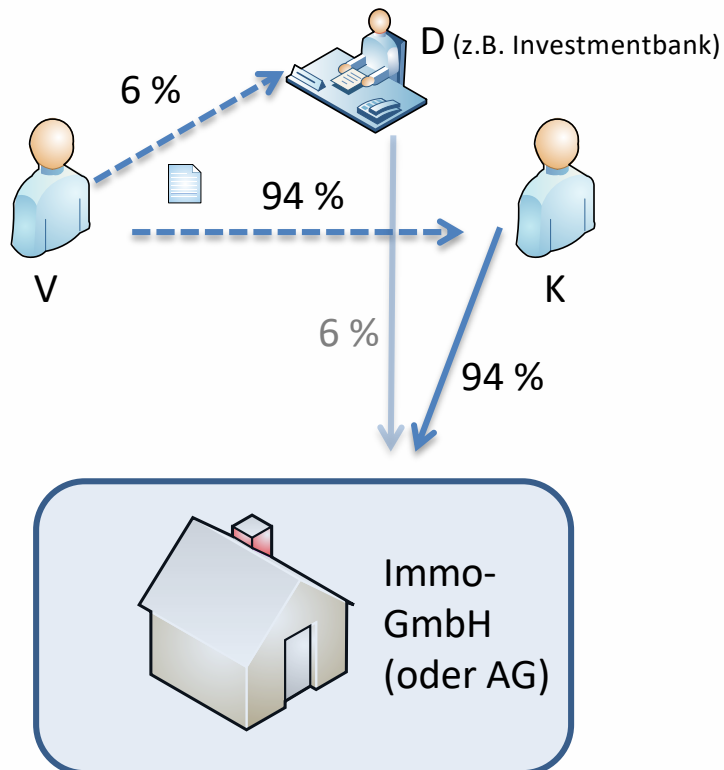 D (z.B. Investmentbank)
6 %
94 %
V
K
6 %
94 %
Immo-
GmbH
(oder AG)